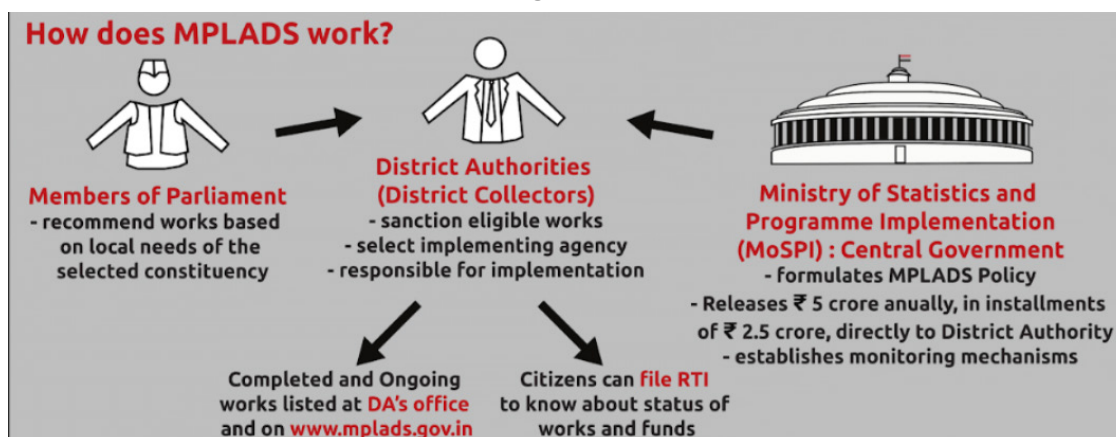 How does MPLADS work?
Members of Parliament
- recommend works based
on local needs of the
selected constituency
District Authorities
(District Collectors)
- sanction eligible works
- select implementing agency
- responsible for implementation
Ministry of Statistics and
Programme Implementation
(MoSPI) : Central Government
- formulates MPLADS Policy
- Releases ₹ 5 crore anually, in installments
of ₹ 2.5 crore, directly to District Authority
- establishes monitoring mechanisms
Completed and Ongoing
works listed at DA's office
and on www.mplads.gov.in
Citizens can file RTI
to know about status of
works and funds